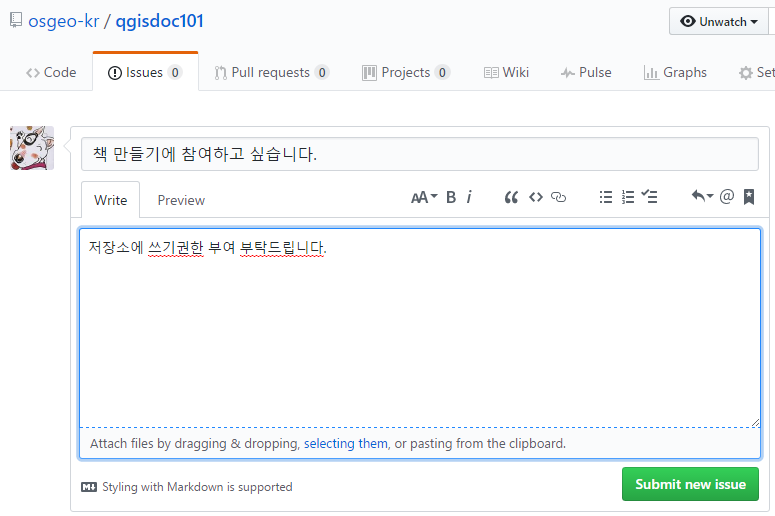 osgeo-kr / qgisdoc101
Unwatch
Code
Issues 0
Pull requests 0
Projects 0
Wiki
Pulse
Graphs
Set
책 만들기에 참여하고 싶습니다.
Write
Preview
AA B i
저장소에 쓰기권한 부여 부탁드립니다.
Attach files by dragging & dropping, selecting them, or pasting from the clipboard.
Styling with Markdown is supported
Submit new issue